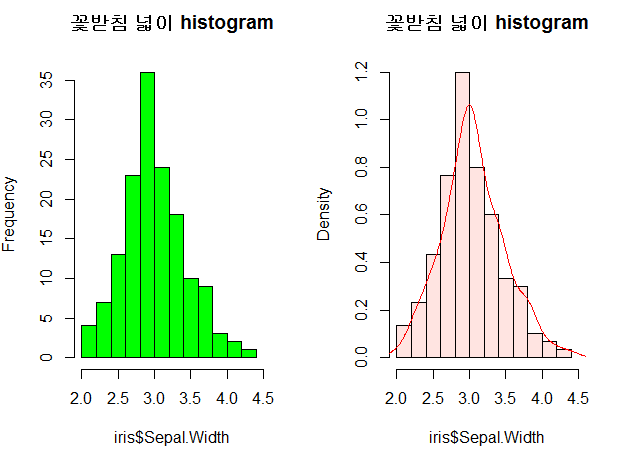 꽃받침 넓이 histogram
Frequency
35
30
25
20
15
10
5
0
2.0 2.5 3.0 3.5 4.0 4.5
iris$Sepal.Width
꽃받침 넓이 histogram
Density
1.2
1.0
0.8
0.6
0.4
0.2
0.0
2.0 2.5 3.0 3.5 4.0 4.5
iris$Sepal.Width